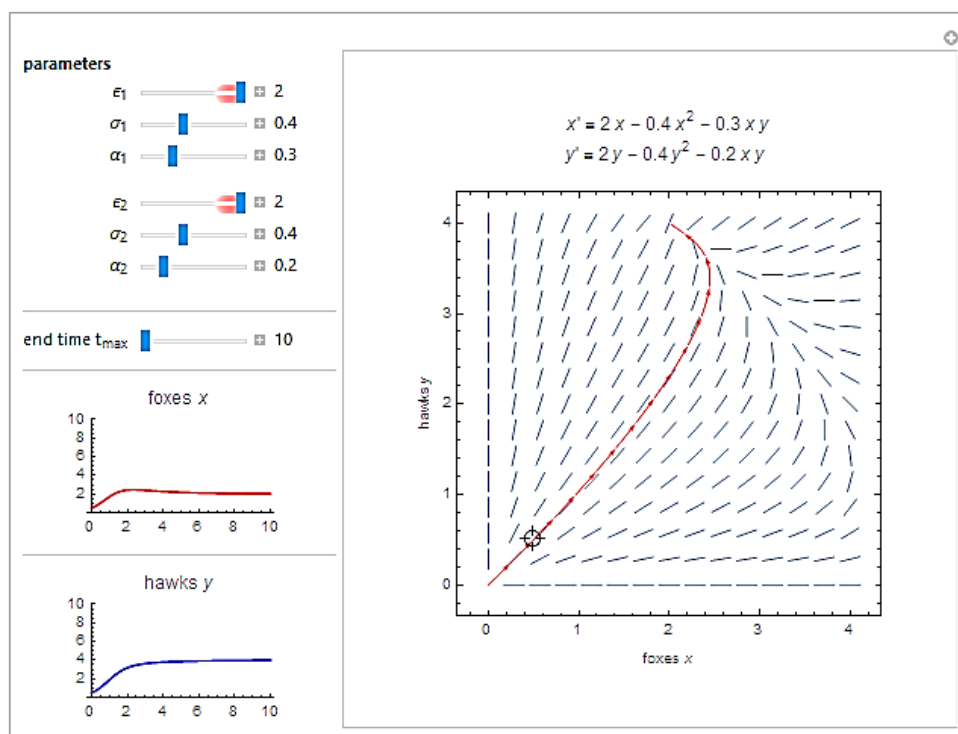 parameters
ϵ1 2
σ1 0.4
α1 0.3
ϵ2 2
σ2 0.4
α2 0.2
end time tmax 10
foxes x
10
8
6
4
2
0 2 4 6 8 10
hawks y
10
8
6
4
2
0 2 4 6 8 10
x' = 2 x − 0.4 x² − 0.3 x y
y' = 2 y − 0.4 y² − 0.2 x y
4
3
2
1
0
hawks y
0 1 2 3 4
foxes x